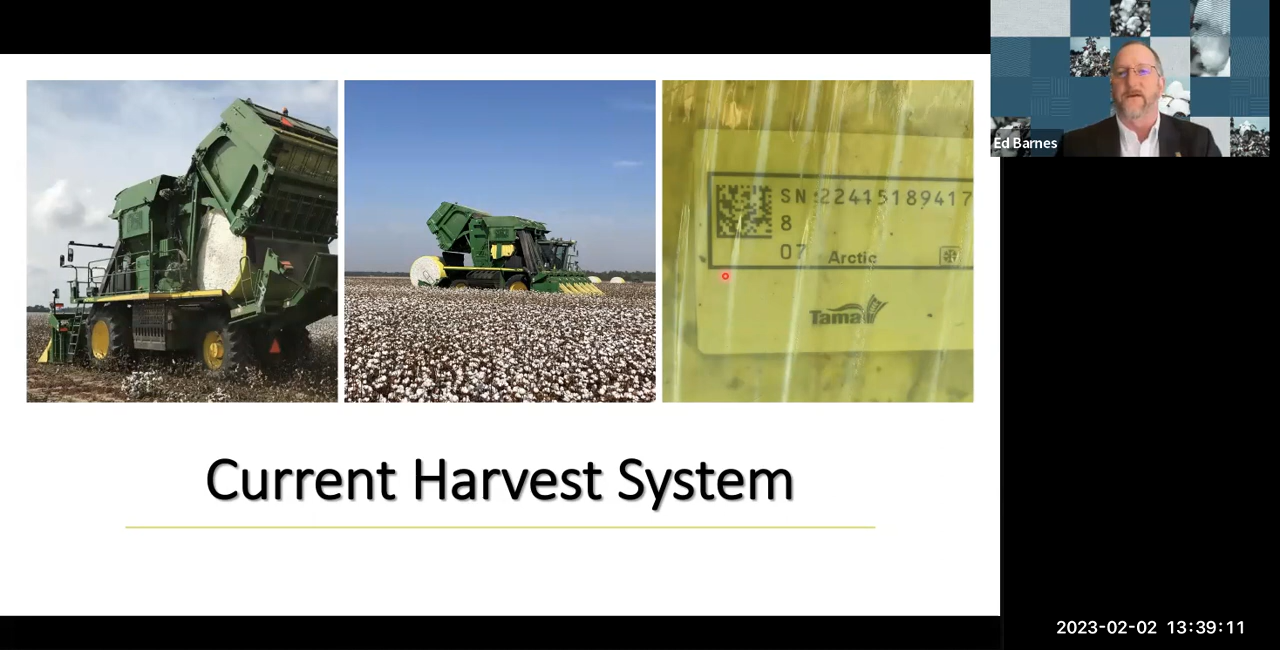 Ed Barnes
SN:22415189417
8
07 Arctic
Tama
Current Harvest System
2023-02-02 13:39:11